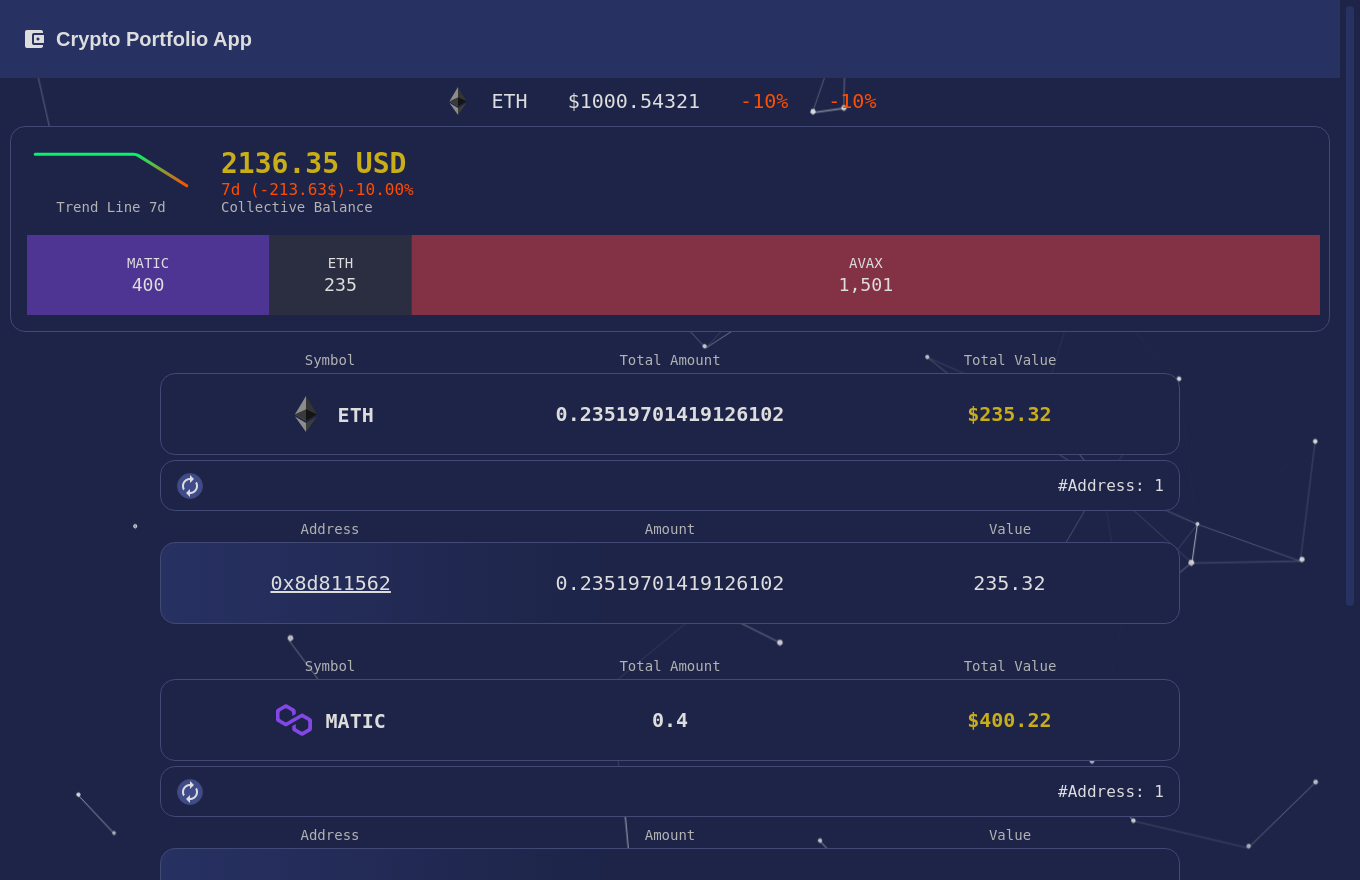 Crypto Portfolio App
ETH $1000.54321 -10% -10%
2136.35 USD
7d (-213.63$)-10.00%
Trend Line 7d Collective Balance
MATIC ETH AVAX
400 235 1,501
Symbol Total Amount Total Value
ETH 0.23519701419126102 $235.32
#Address: 1
Address Amount Value
0x8d811562 0.23519701419126102 235.32
Symbol Total Amount Total Value
MATIC 0.4 $400.22
#Address: 1
Address Amount Value